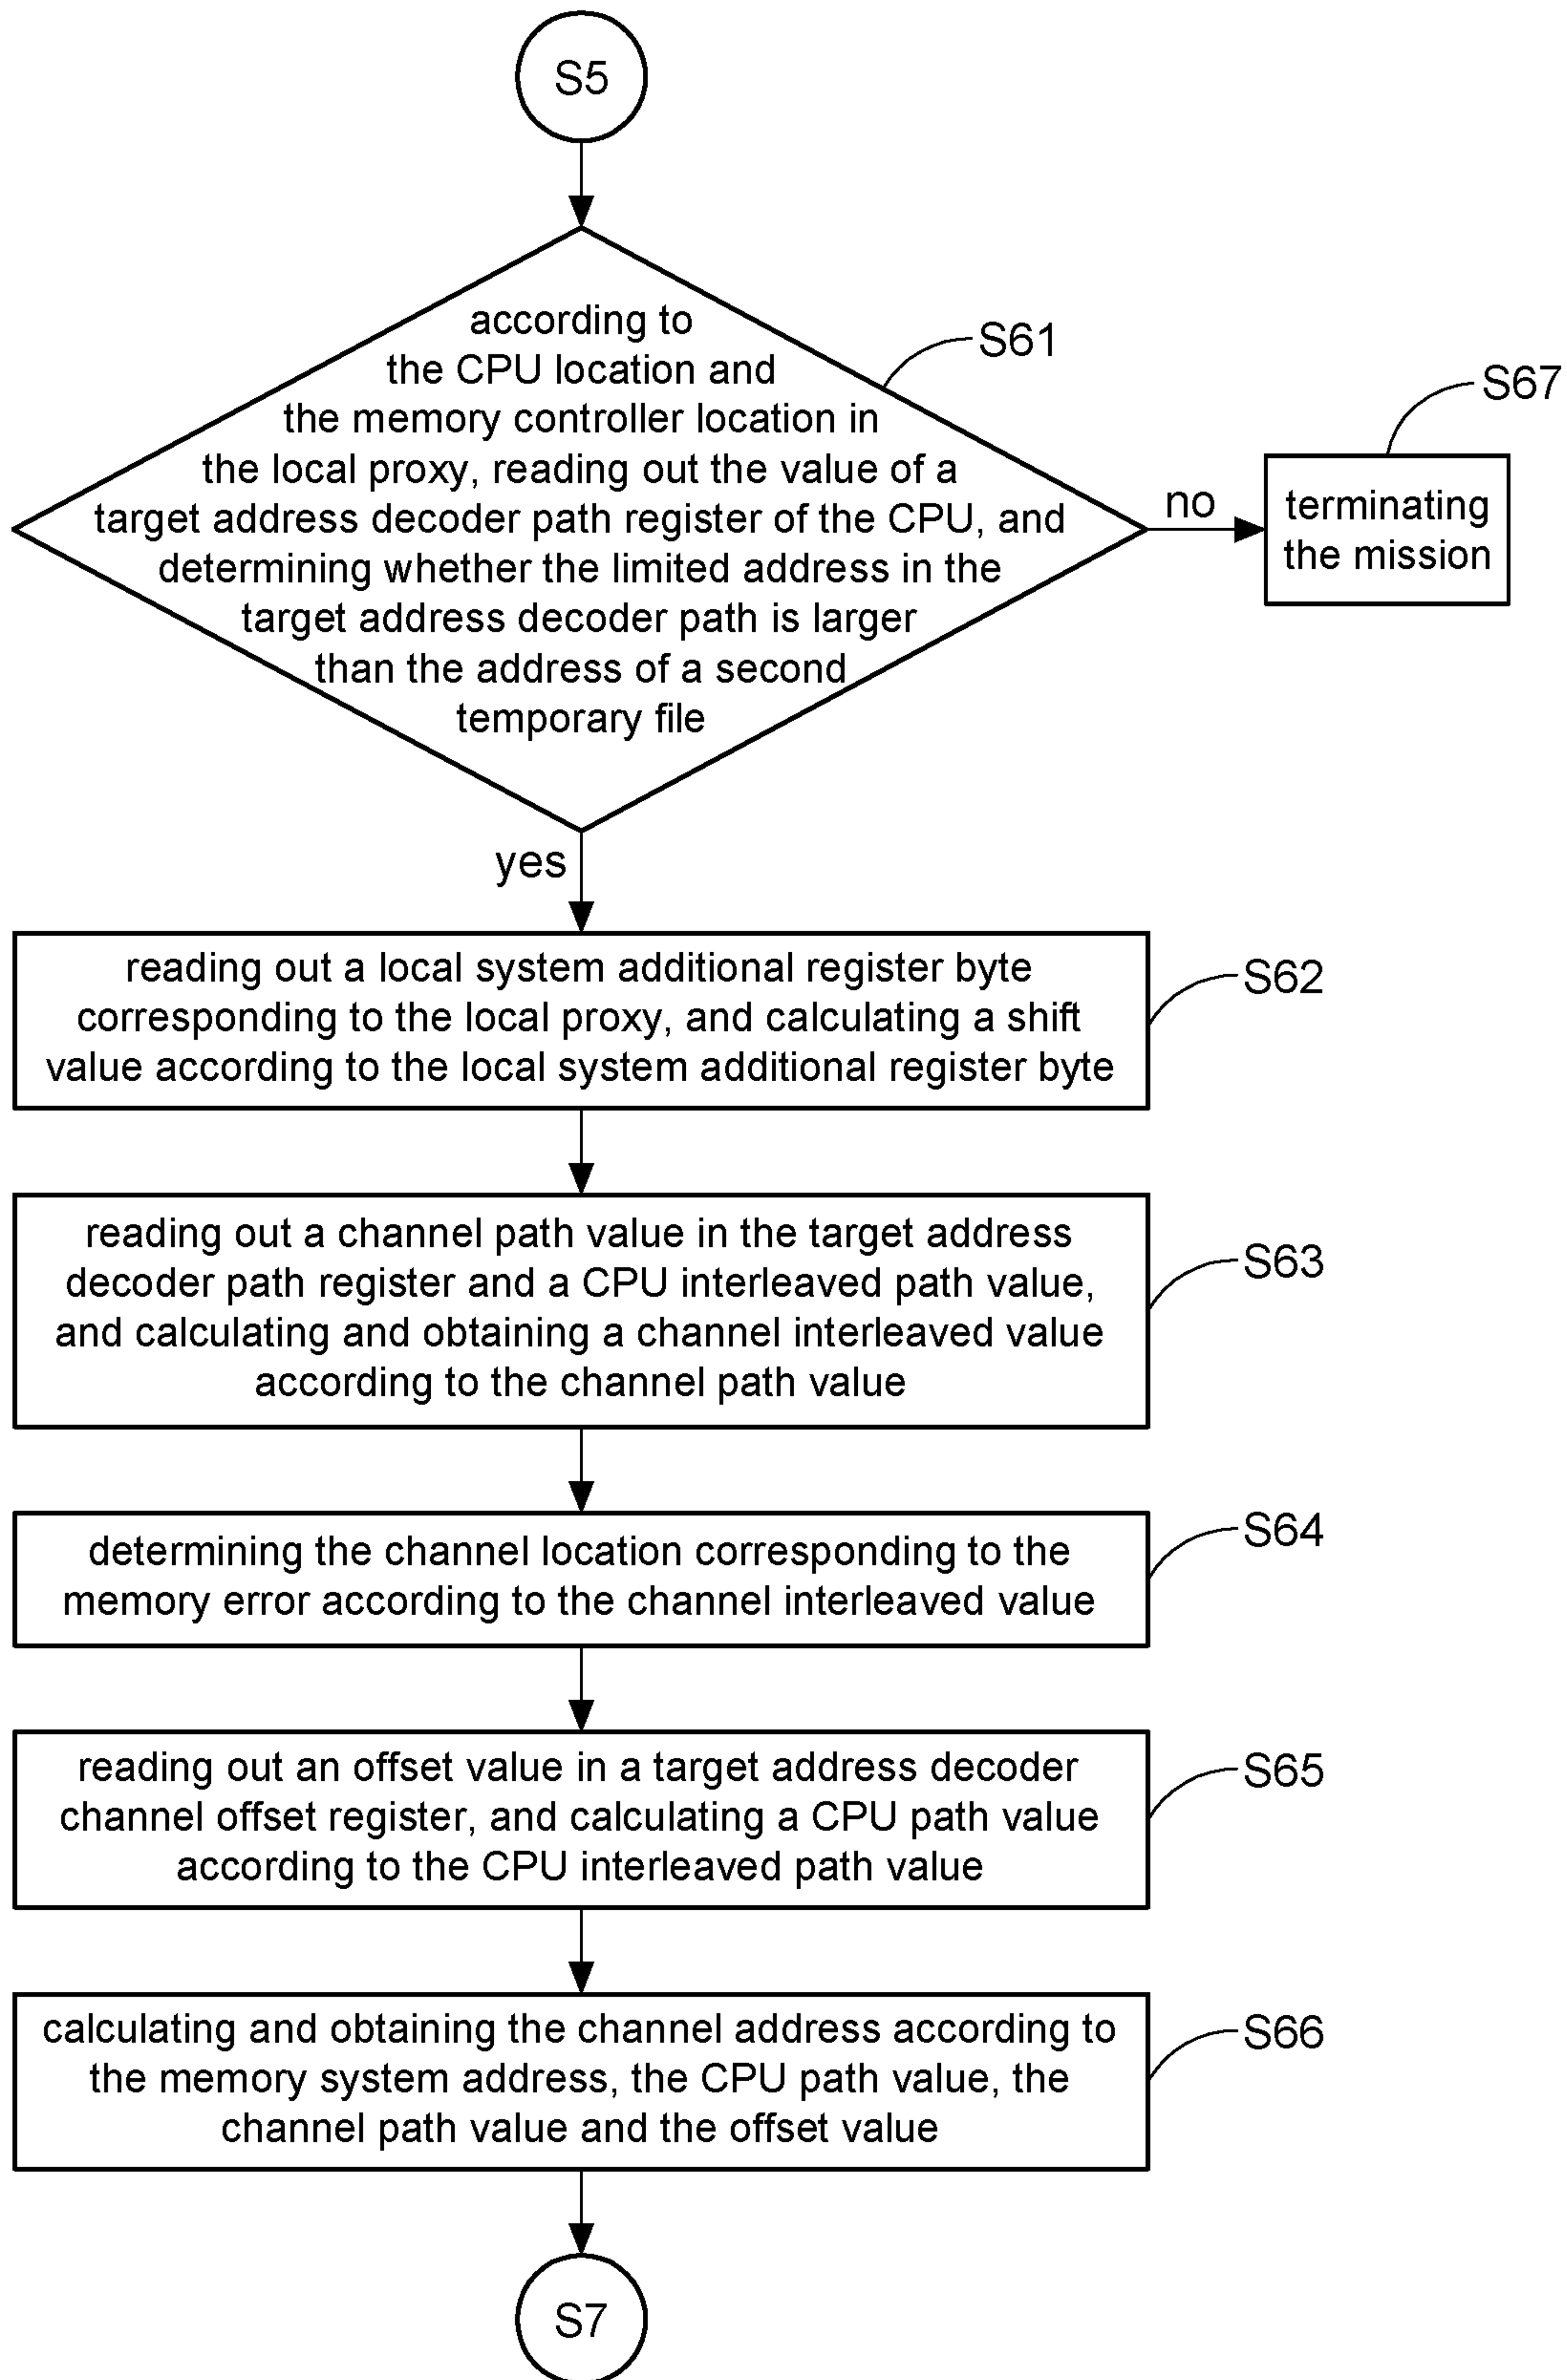 S5
according to
the CPU location and
the memory controller location in
the local proxy, reading out the value of a
target address decoder path register of the CPU, and
determining whether the limited address in the
target address decoder path is larger
than the address of a second
temporary file
S61
no
S67
terminating
the mission
yes
reading out a local system additional register byte
corresponding to the local proxy, and calculating a shift
value according to the local system additional register byte
S62
reading out a channel path value in the target address
decoder path register and a CPU interleaved path value,
and calculating and obtaining a channel interleaved value
according to the channel path value
S63
determining the channel location corresponding to the
memory error according to the channel interleaved value
S64
reading out an offset value in a target address decoder
channel offset register, and calculating a CPU path value
according to the CPU interleaved path value
S65
calculating and obtaining the channel address according to
the memory system address, the CPU path value, the
channel path value and the offset value
S66
S7